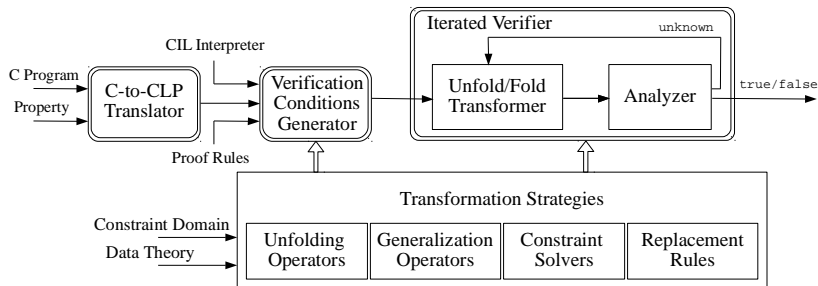 Iterated Verifier
unknown
CIL Interpreter
C Program
Property
C-to-CLP
Translator
Verification
Conditions
Generator
Unfold/Fold
Transformer
Analyzer
true/false
Proof Rules
Transformation Strategies
Constraint Domain
Data Theory
Unfolding
Operators
Generalization
Operators
Constraint
Solvers
Replacement
Rules